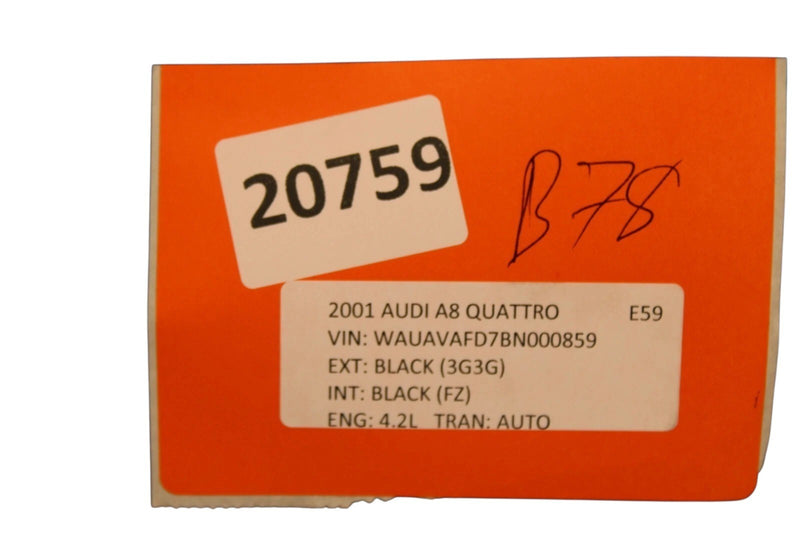 20759
B78
2001 AUDI A8 QUATTRO E59
VIN: WAUAVAFD7BN000859
EXT: BLACK (3G3G)
INT: BLACK (FZ)
ENG: 4.2L TRAN: AUTO